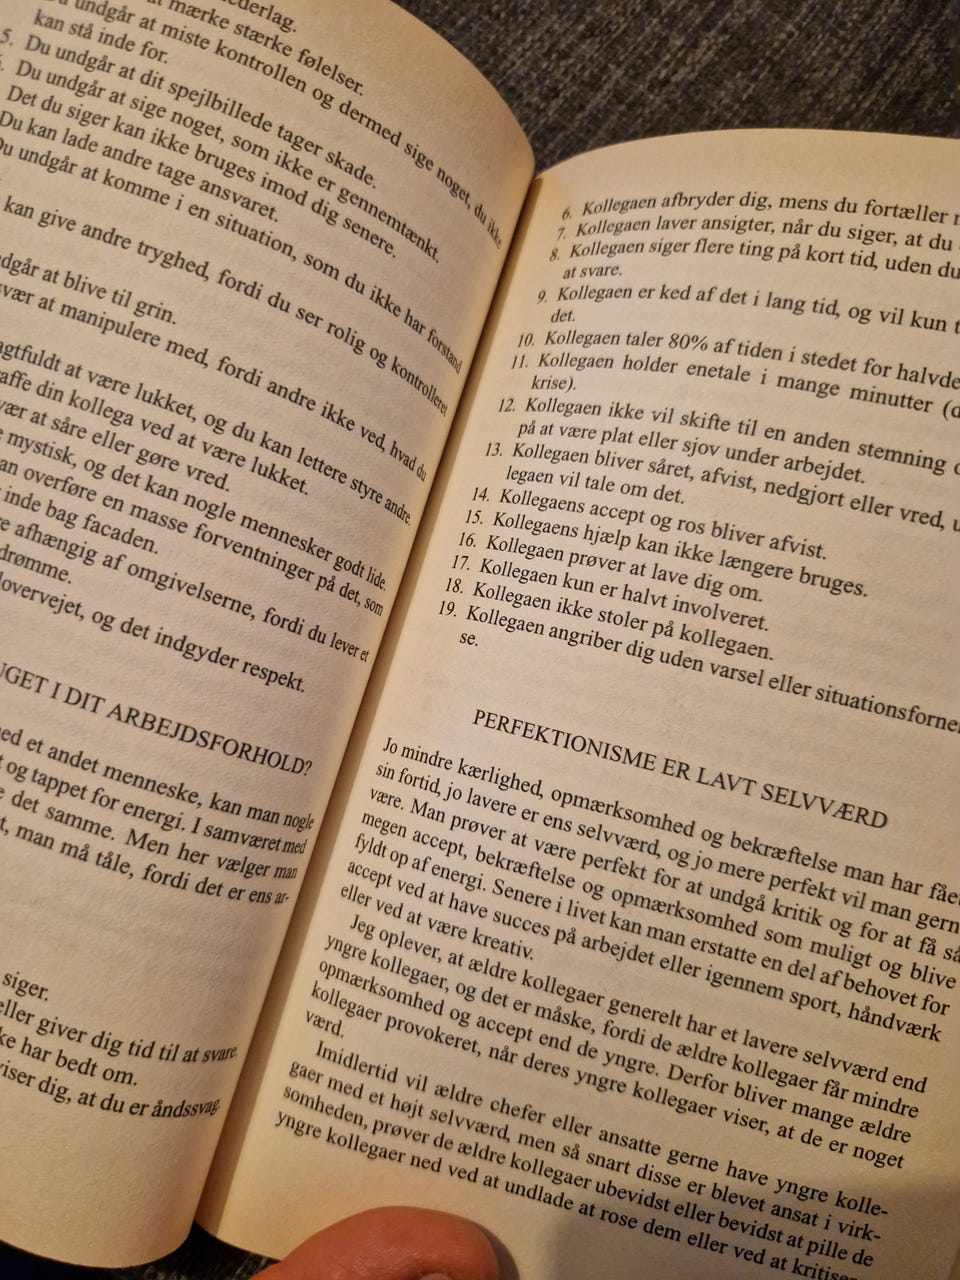 nederlag.
at mærke stærke følelser.
Du undgår at miste kontrollen og dermed sige noget, du ikke
kan stå inde for.
5. Du undgår at dit spejlbillede tager skade.
Du undgår at sige noget, som ikke er gennemtænkt.
Det du siger kan ikke bruges imod dig senere.
Du kan lade andre tage ansvaret.
Du undgår at komme i en situation, som du ikke har forstand
kan give andre tryghed, fordi du ser rolig og kontrolleret
undgår at blive til grin.
svær at manipulere med, fordi andre ikke ved, hvad du
agtfuldt at være lukket, og du kan lettere styre andre.
affe din kollega ved at være lukket.
vær at såre eller gøre vred.
mystisk, og det kan nogle mennesker godt lide.
an overføre en masse forventninger på det, som
inde bag facaden.
e afhængig af omgivelserne, fordi du lever et
drømme.
lovervejet, og det indgyder respekt.
UGET I DIT ARBEJDSFORHOLD?
ed et andet menneske, kan man nogle
t og tappet for energi. I samværet med
e det samme. Men her vælger man
t, man må tåle, fordi det er ens ar-
siger.
eller giver dig tid til at svare.
ke har bedt om.
viser dig, at du er åndssvag.
6. Kollegaen afbryder dig, mens du fortæller
7. Kollegaen laver ansigter, når du siger, at du
8. Kollegaen siger flere ting på kort tid, uden du
at svare.
9. Kollegaen er ked af det i lang tid, og vil kun
det.
10. Kollegaen taler 80% af tiden i stedet for halvde
11. Kollegaen holder enetale i mange minutter (d
krise).
12. Kollegaen ikke vil skifte til en anden stemning
på at være plat eller sjov under arbejdet.
13. Kollegaen bliver såret, afvist, nedgjort eller vred, u
legaen vil tale om det.
14. Kollegaens accept og ros bliver afvist.
15. Kollegaens hjælp kan ikke længere bruges.
16. Kollegaen prøver at lave dig om.
17. Kollegaen kun er halvt involveret.
18. Kollegaen ikke stoler på kollegaen.
19. Kollegaen angriber dig uden varsel eller situationsforne
se.
PERFEKTIONISME ER LAVT SELVVÆRD
Jo mindre kærlighed, opmærksomhed og bekræftelse man har fået
sin fortid, jo lavere er ens selvværd, og jo mere perfekt vil man gern
være. Man prøver at være perfekt for at undgå kritik og for at få så
megen accept, bekræftelse og opmærksomhed som muligt og blive
fyldt op af energi. Senere i livet kan man erstatte en del af behovet for
accept ved at have succes på arbejdet eller igennem sport, håndværk
eller ved at være kreativ.
Jeg oplever, at ældre kollegaer generelt har et lavere selvværd end
yngre kollegaer, og det er måske, fordi de ældre kollegaer får mindre
opmærksomhed og accept end de yngre. Derfor bliver mange ældre
kollegaer provokeret, når deres yngre kollegaer viser, at de er noget
værd.
Imidlertid vil ældre chefer eller ansatte gerne have yngre kolle-
gaer med et højt selvværd, men så snart disse er blevet ansat i virk-
somheden, prøver de ældre kollegaer ubevidst eller bevidst at pille de
yngre kollegaer ned ved at undlade at rose dem eller ved at kritiser